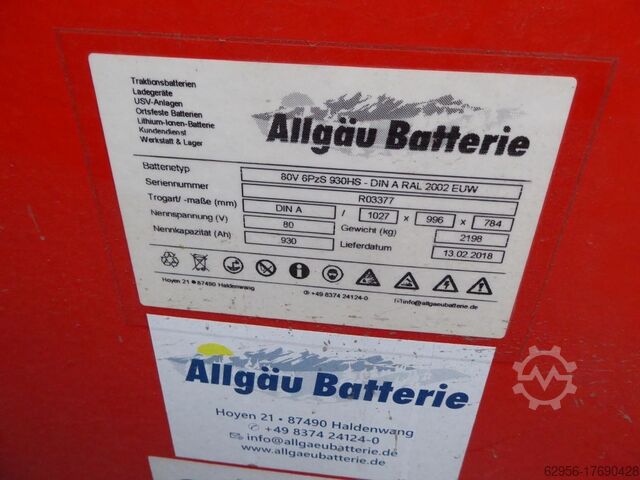 Traktionsbatterien
Ladegeräte
USV-Anlagen
Ortsfeste Batterien
Lithium-Ionen-Batterie
Kundendienst
Werkstatt & Lager
Allgäu Batterie
Batterietyp 80V 6PzS 930HS - DIN A RAL 2002 EUW
Seriennummer R03377
Trogart/ -maße (mm) DIN A / 1027 x 996 x 784
Nennspannung (V) 80 Gewicht (kg) 2198
Nennkapazität (Ah) 930 Lieferdatum 13.02.2018
Hoyen 21 ● 87490 Haldenwang +49 8374 24124-0 info@allgaeubatterie.de
Allgäu Batterie
Hoyen 21 • 87490 Haldenwang
✆ +49 8374 24124-0
✉ info@allgaeubatterie.de
www.allgaeubatterie.de
62956-17690428